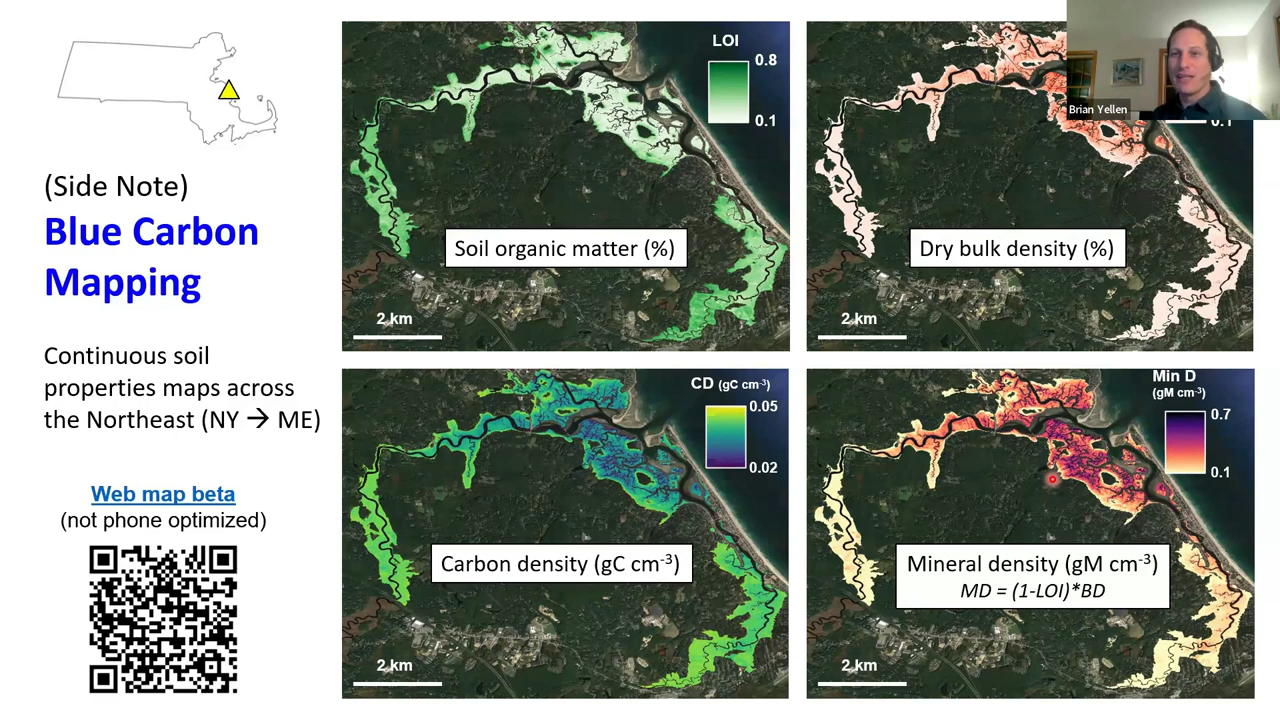 (Side Note)
Blue Carbon
Mapping
Continuous soil
properties maps across
the Northeast (NY → ME)
Web map beta
(not phone optimized)
LOI
0.8
0.1
Soil organic matter (%)
2 km
Brian Yellen
0.1
Dry bulk density (%)
2 km
CD (gC cm⁻³)
0.05
0.02
Carbon density (gC cm⁻³)
2 km
Min D
(gM cm⁻³)
0.7
0.1
Mineral density (gM cm⁻³)
MD = (1-LOI)*BD
2 km